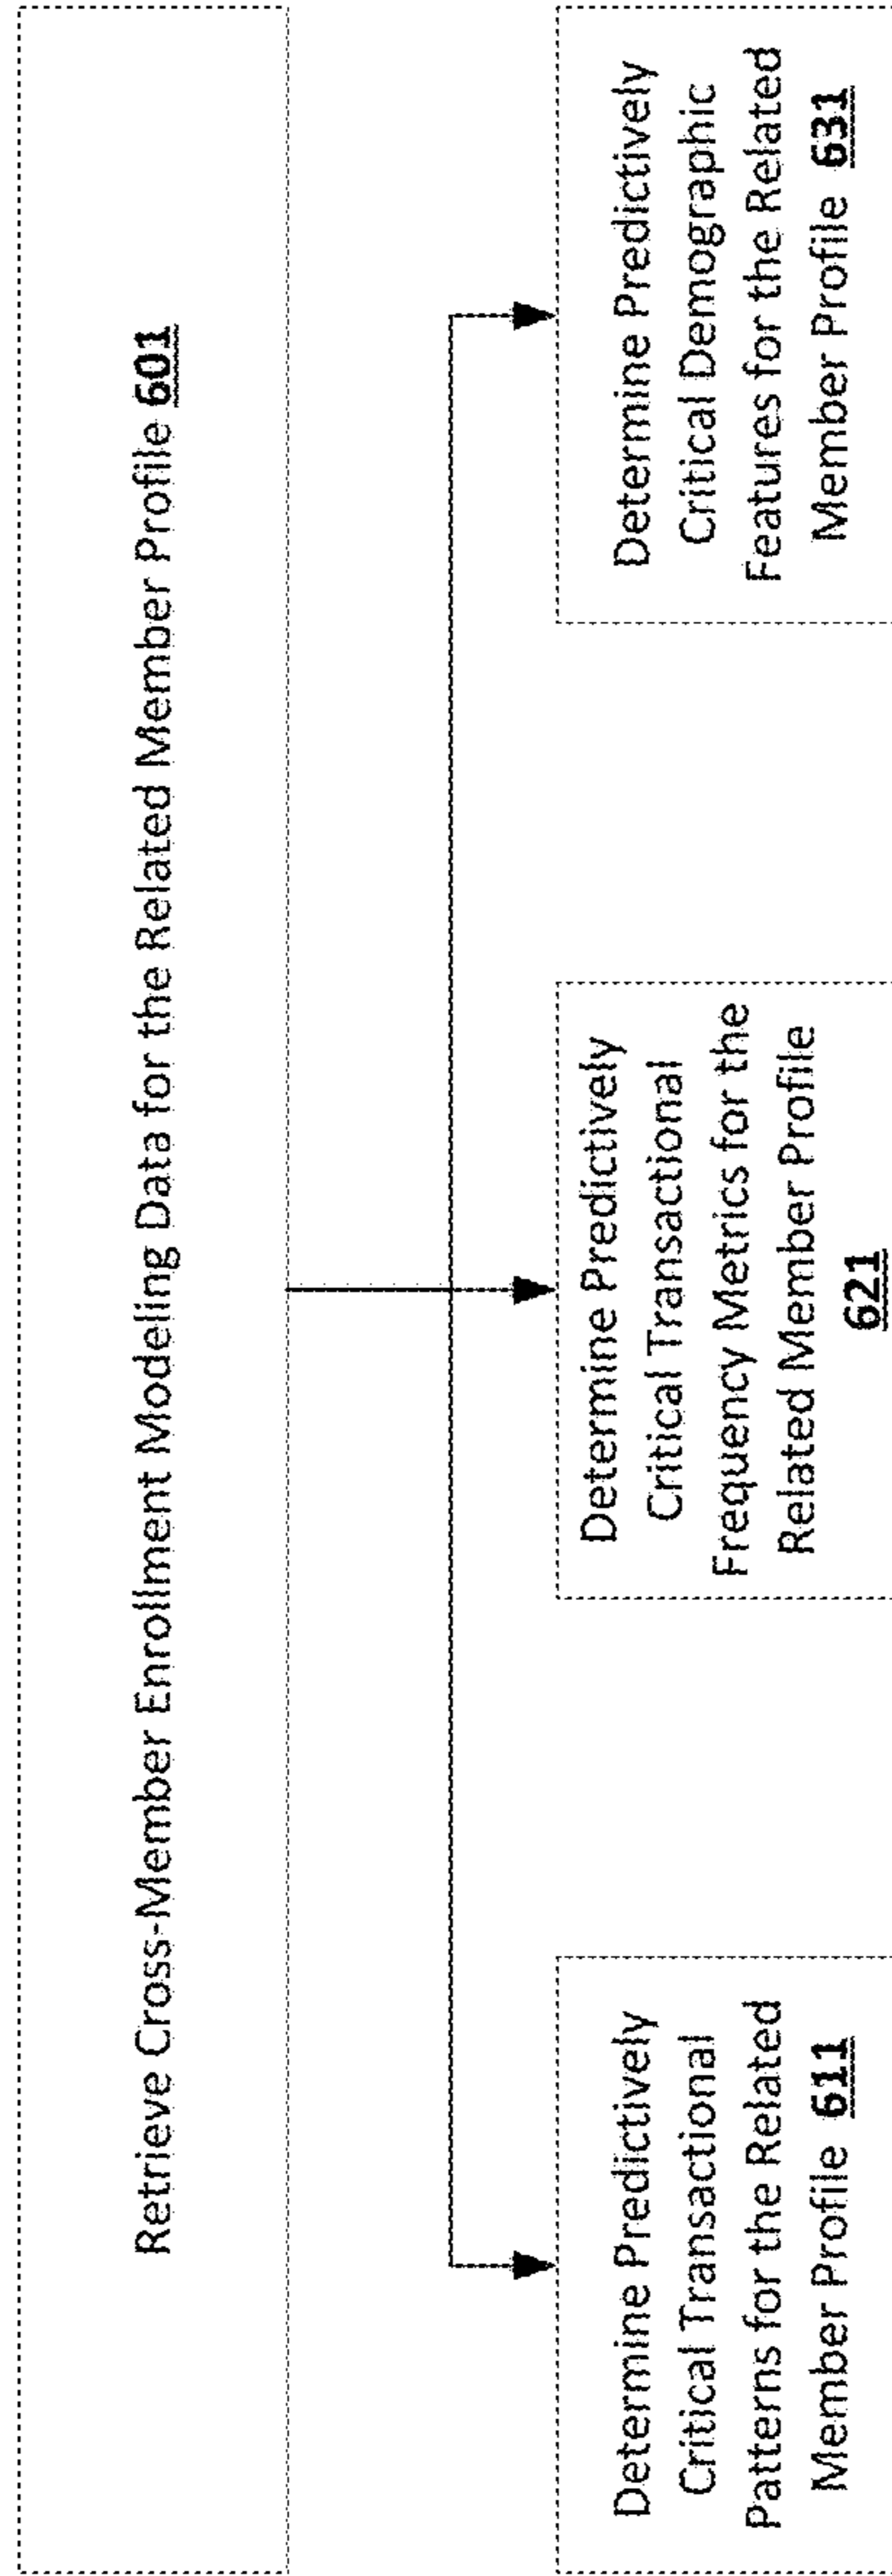 Retrieve Cross-Member Enrollment Modeling Data for the Related Member Profile 601
Determine Predictively
Critical Transactional
Patterns for the Related
Member Profile 611
Determine Predictively
Critical Transactional
Frequency Metrics for the
Related Member Profile
621
Determine Predictively
Critical Demographic
Features for the Related
Member Profile 631